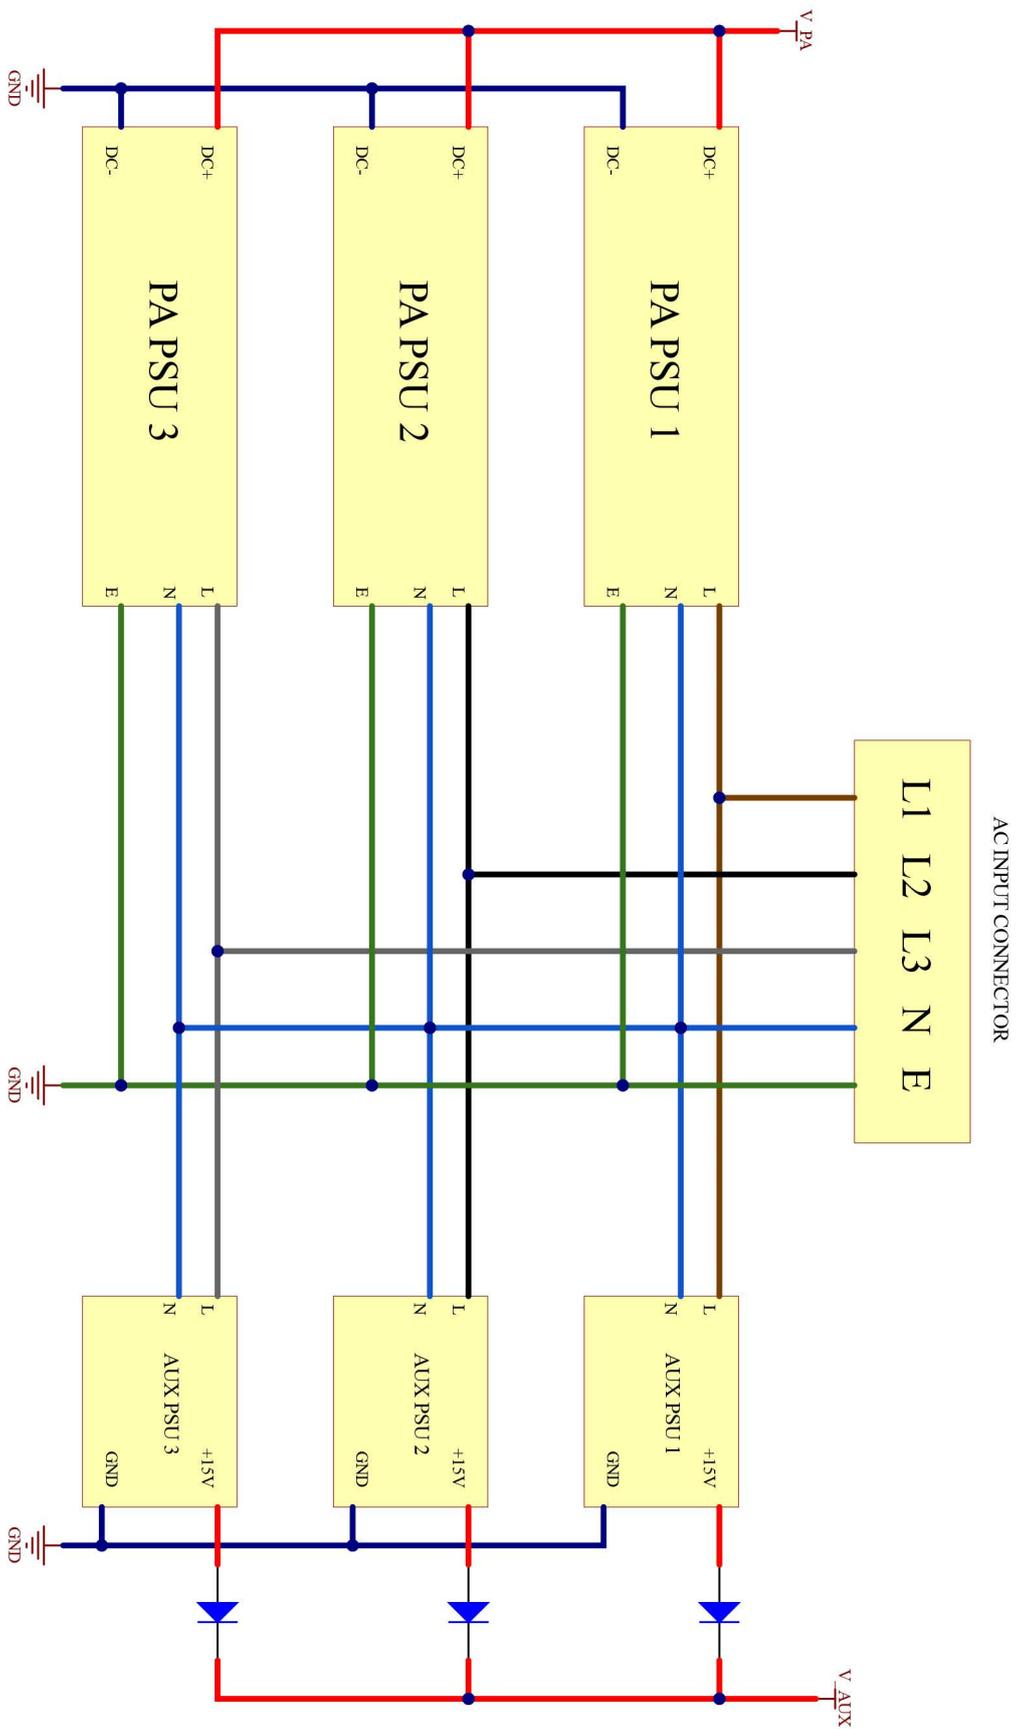 AC INPUT CONNECTOR
L1 L2 L3 N E
V AUX
V PA
DC+ L L +15V
PA PSU 1 N N AUX PSU 1
DC- E GND
DC+ L L +15V
PA PSU 2 N N AUX PSU 2
DC- E GND
DC+ L L +15V
PA PSU 3 N N AUX PSU 3
DC- E GND
GND GND GND